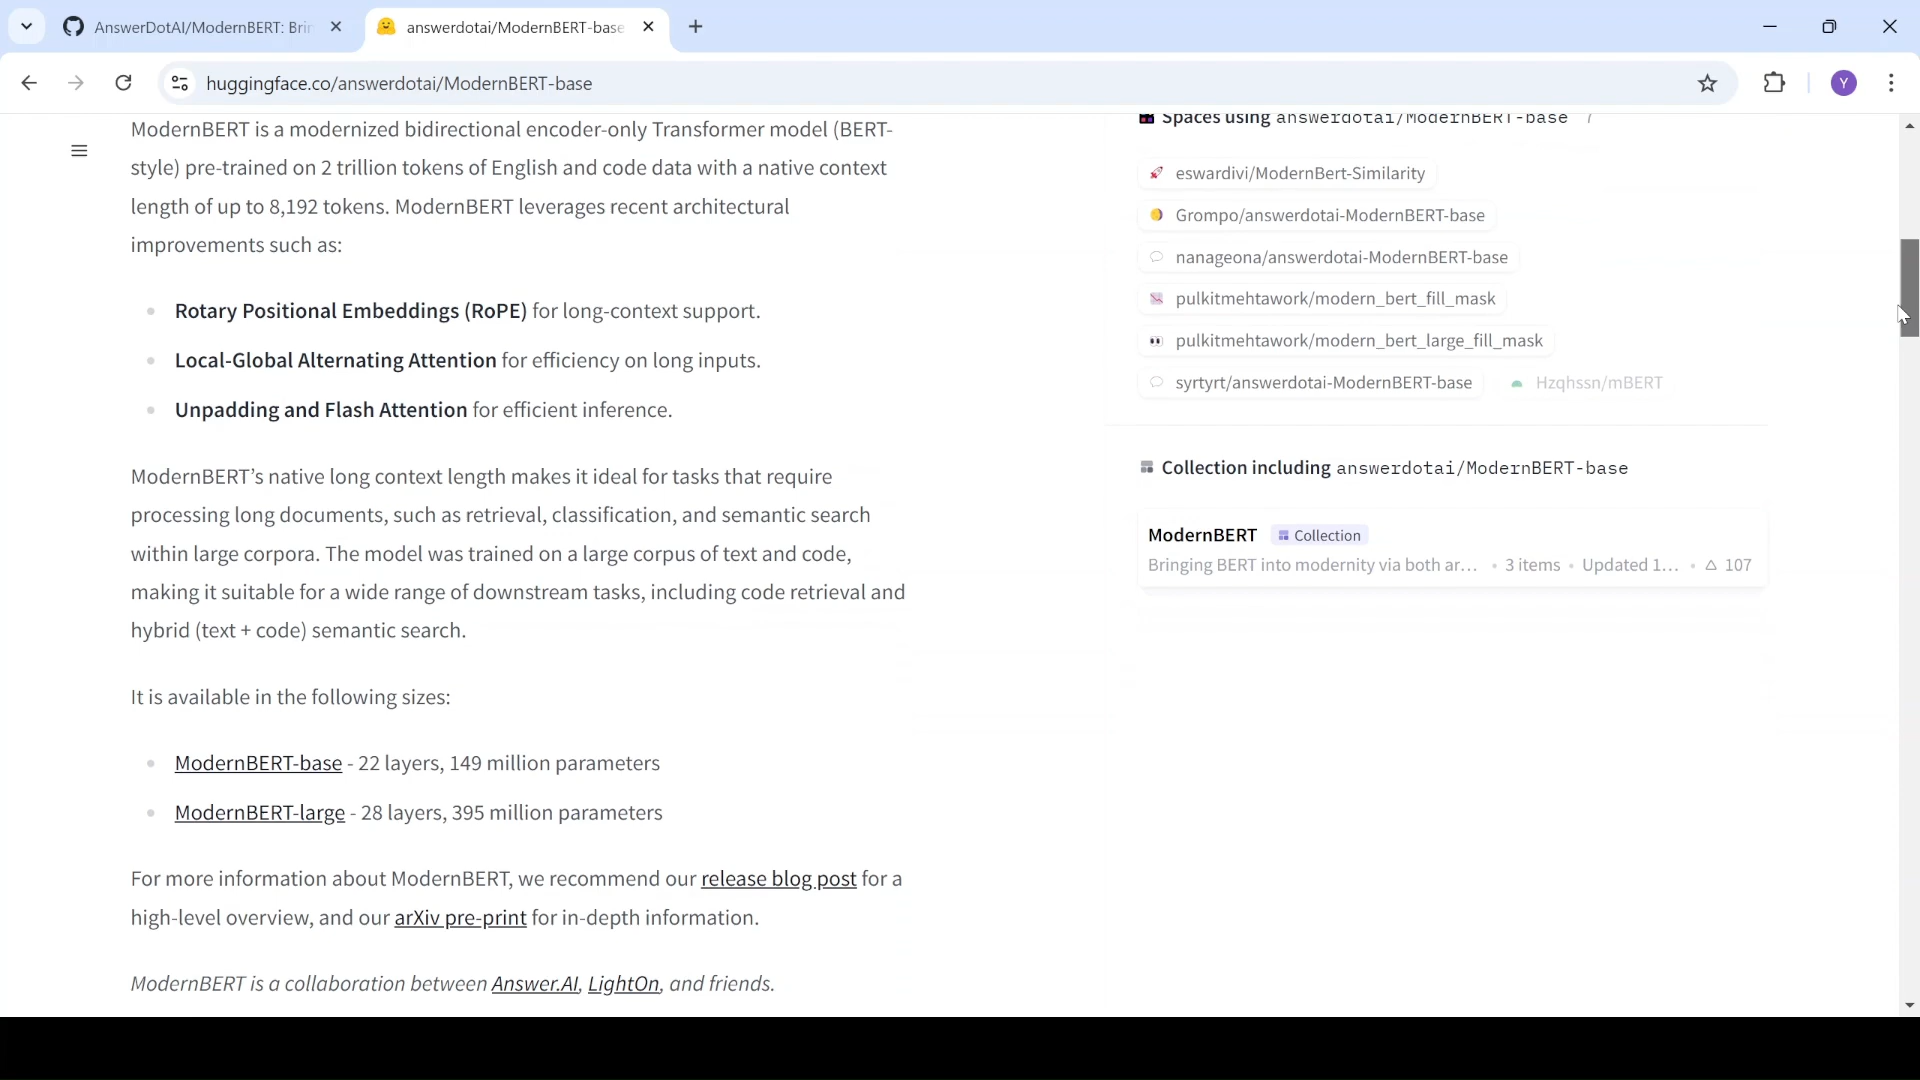 AnswerDotAI/ModernBERT: Brin
answerdotai/ModernBERT-base
huggingface.co/answerdotai/ModernBERT-base
Y
ModernBERT is a modernized bidirectional encoder-only Transformer model (BERT-
style) pre-trained on 2 trillion tokens of English and code data with a native context
length of up to 8,192 tokens. ModernBERT leverages recent architectural
improvements such as:
Rotary Positional Embeddings (RoPE) for long-context support.
Local-Global Alternating Attention for efficiency on long inputs.
Unpadding and Flash Attention for efficient inference.
ModernBERT’s native long context length makes it ideal for tasks that require
processing long documents, such as retrieval, classification, and semantic search
within large corpora. The model was trained on a large corpus of text and code,
making it suitable for a wide range of downstream tasks, including code retrieval and
hybrid (text + code) semantic search.
It is available in the following sizes:
ModernBERT-base - 22 layers, 149 million parameters
ModernBERT-large - 28 layers, 395 million parameters
For more information about ModernBERT, we recommend our release blog post for a
high-level overview, and our arXiv pre-print for in-depth information.
ModernBERT is a collaboration between Answer.AI, LightOn, and friends.
Spaces using answerdotai/ModernBERT-base 7
eswardivi/ModernBert-Similarity
Grompo/answerdotai-ModernBERT-base
nanageona/answerdotai-ModernBERT-base
pulkitmehtawork/modern_bert_fill_mask
pulkitmehtawork/modern_bert_large_fill_mask
syrtyrt/answerdotai-ModernBERT-base Hzqhssn/mBERT
Collection including answerdotai/ModernBERT-base
ModernBERT Collection
Bringing BERT into modernity via both ar... • 3 items • Updated 1... • △ 107